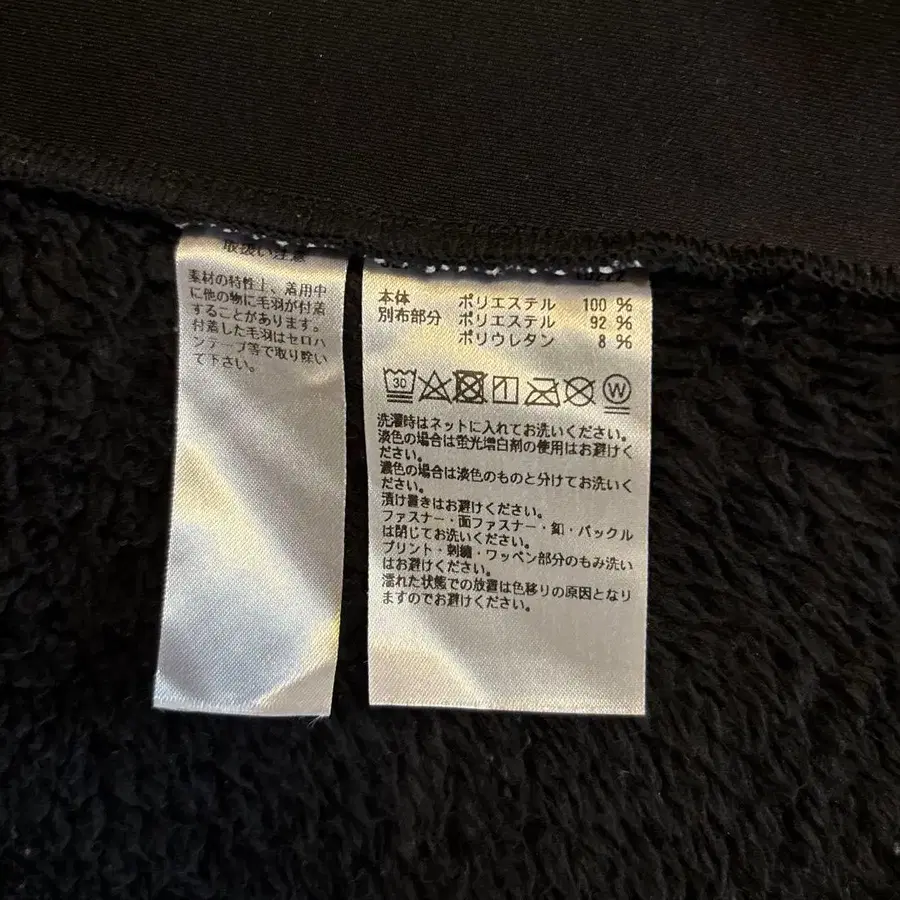 取扱い注意
素材の特性上、着用中
に他の物に毛羽が付着
することがあります。
付着した毛羽はセロハ
ンテープ等で取り除い
て下さい。
本体 ポリエステル 100 %
別布部分 ポリエステル 92 %
ポリウレタン 8 %
30
W
洗濯時はネットに入れてお洗いください。
淡色の場合は蛍光増白剤の使用はお避けく
ださい。
濃色の場合は淡色のものと分けてお洗いく
ださい。
漬け置きはお避けください。
ファスナー・面ファスナー・釦・バックル
は閉じてお洗いください。
プリント・刺繍・ワッペン部分のもみ洗い
はお避けください。
濡れた状態での放置は色移りの原因となり
ますのでお避けください。